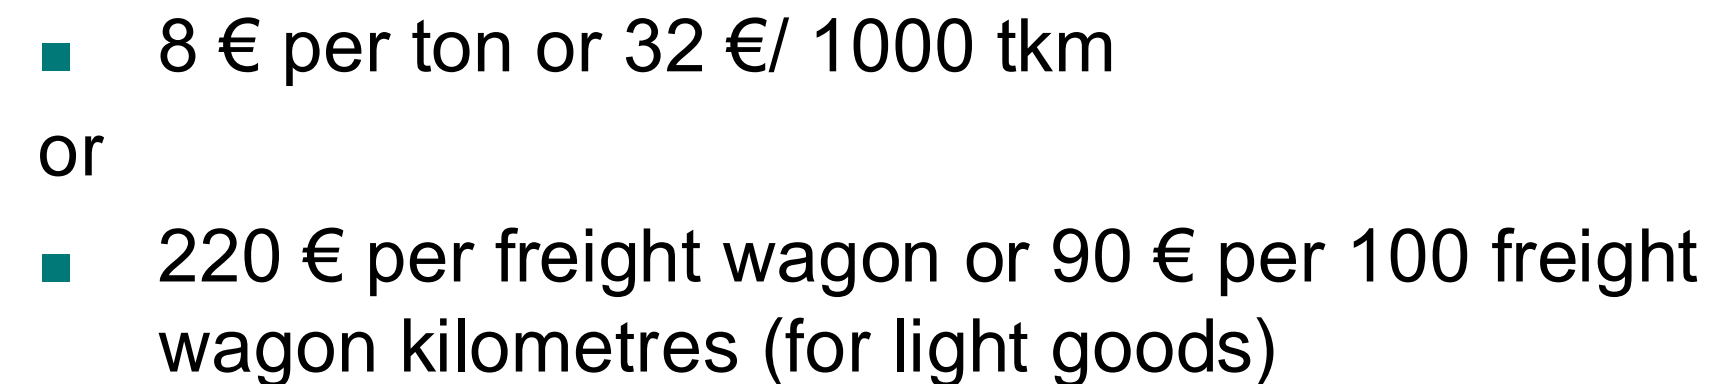 ■ 8 € per ton or 32 €/ 1000 tkm
or
■ 220 € per freight wagon or 90 € per 100 freight
wagon kilometres (for light goods)